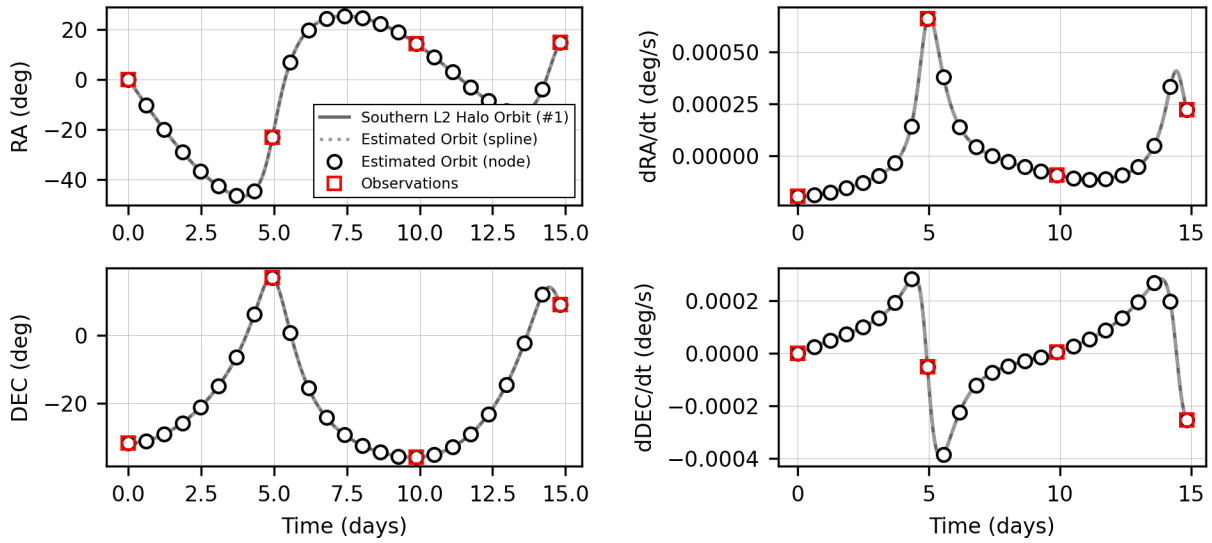 RA (deg)
20
0
−20
−40
0.0 2.5 5.0 7.5 10.0 12.5 15.0
Southern L2 Halo Orbit (#1)
Estimated Orbit (spline)
Estimated Orbit (node)
Observations
dRA/dt (deg/s)
0.00050
0.00025
0.00000
0 5 10 15
DEC (deg)
0
−20
0.0 2.5 5.0 7.5 10.0 12.5 15.0
Time (days)
dDEC/dt (deg/s)
0.0002
0.0000
−0.0002
−0.0004
0 5 10 15
Time (days)